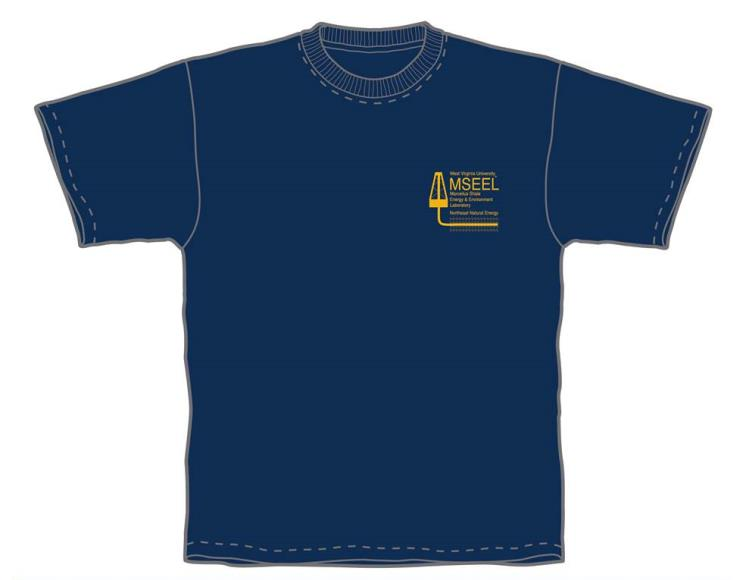 West Virginia University
MSEEL
Marcellus Shale
Energy & Environment
Laboratory
Northeast Natural Energy